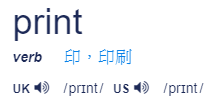 print
verb 印，印刷
UK /prɪnt/ US /prɪnt/